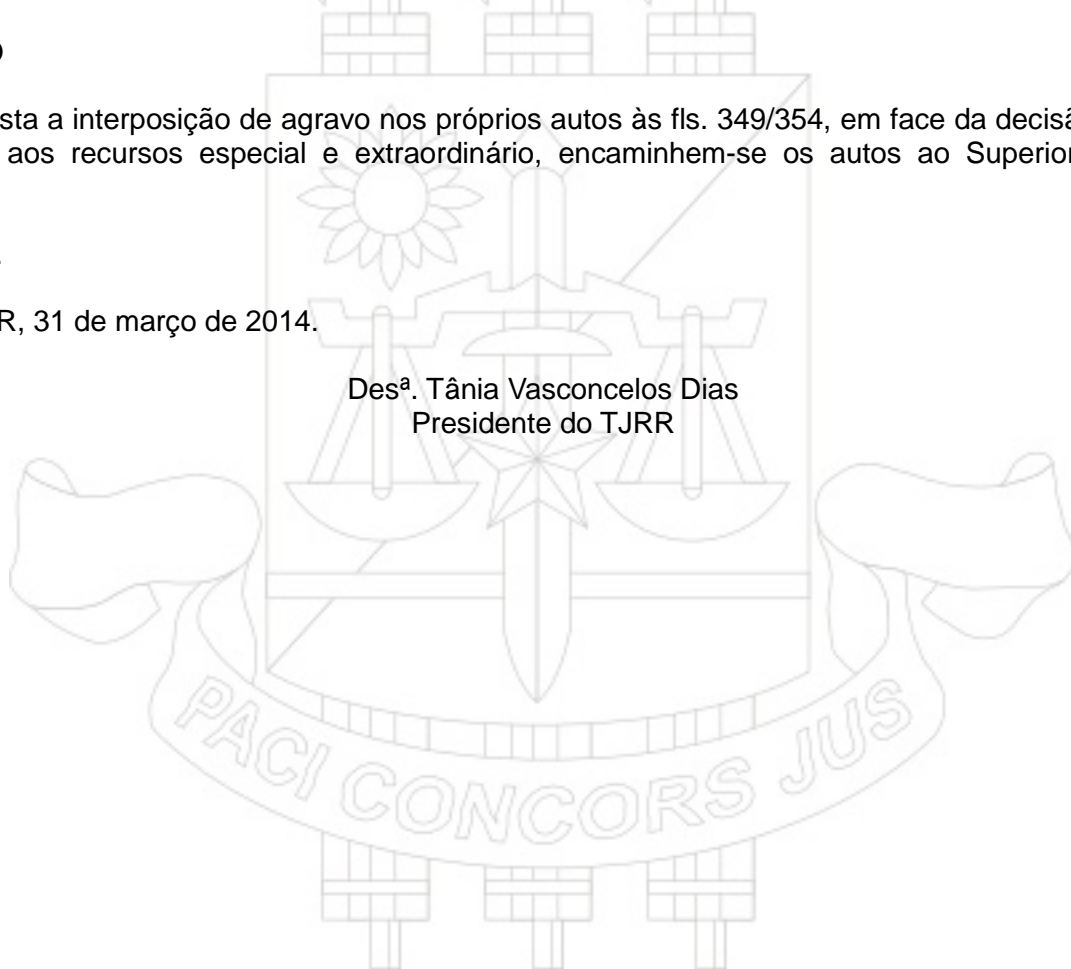 O
sta a interposição de agravo nos próprios autos às fls. 349/354, em face da decisã
aos recursos especial e extraordinário, encaminhem-se os autos ao Superior
R, 31 de março de 2014.
Desª. Tânia Vasconcelos Dias
Presidente do TJRR
PACI CONCORS JUS